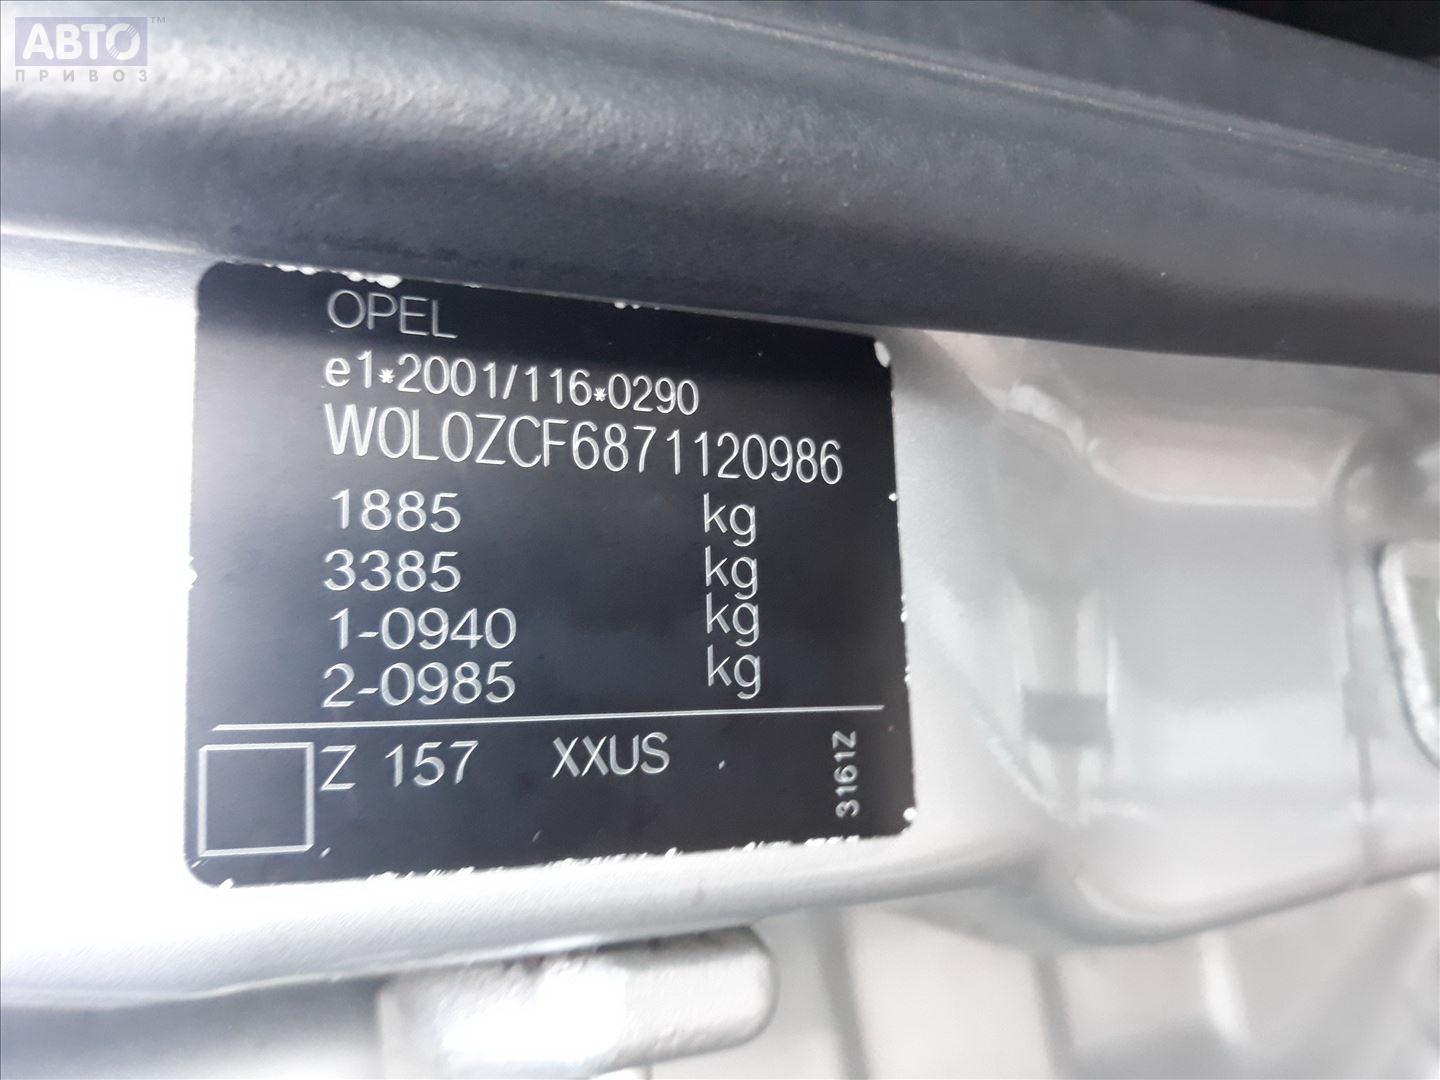 АВТО™
ПРИВОЗ
OPEL
e1*2001/116*0290
W0L0ZCF6871120986
1885 kg
3385 kg
1-0940 kg
2-0985 kg
Z 157 XXUS
3161Z